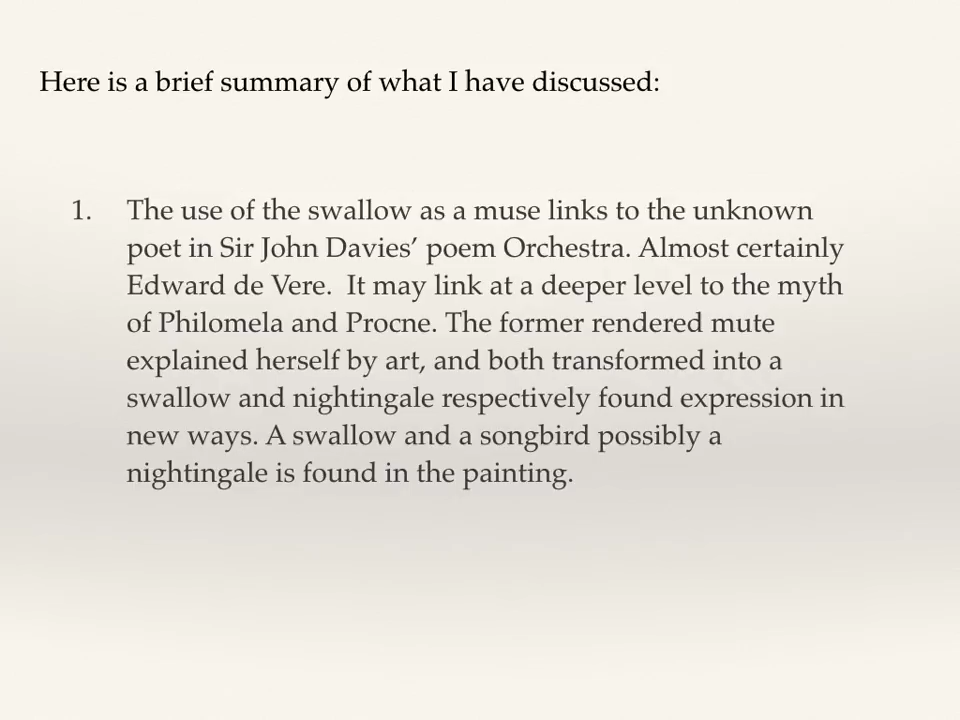 Here is a brief summary of what I have discussed:
1. The use of the swallow as a muse links to the unknown
poet in Sir John Davies’ poem Orchestra. Almost certainly
Edward de Vere.  It may link at a deeper level to the myth
of Philomela and Procne. The former rendered mute
explained herself by art, and both transformed into a
swallow and nightingale respectively found expression in
new ways. A swallow and a songbird possibly a
nightingale is found in the painting.